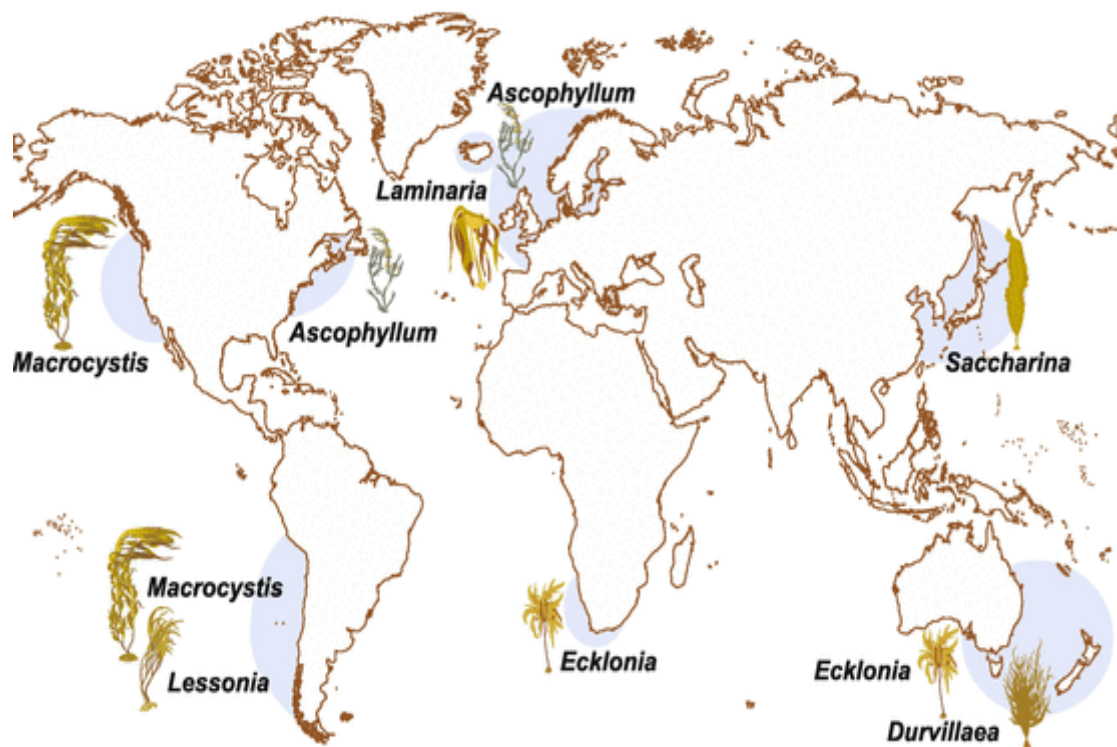 Ascophyllum
Laminaria
Ascophyllum
Macrocystis
Saccharina
Macrocystis
Lessonia
Ecklonia
Ecklonia
Durvillaea